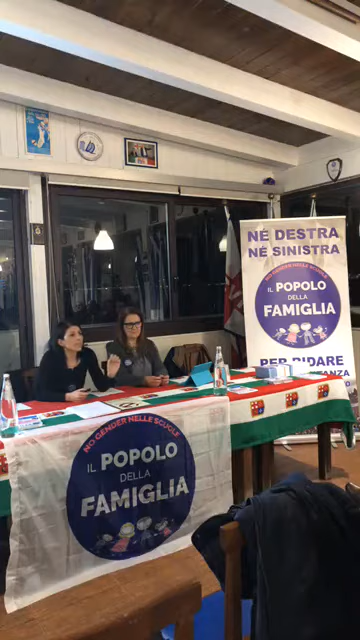 NÉ DESTRA
NÉ SINISTRA
NO GENDER NELLE SCUOLE
IL POPOLO
DELLA
FAMIGLIA
PER RIDARE
NO GENDER NELLE SCUOLE
IL POPOLO
DELLA
FAMIGLIA